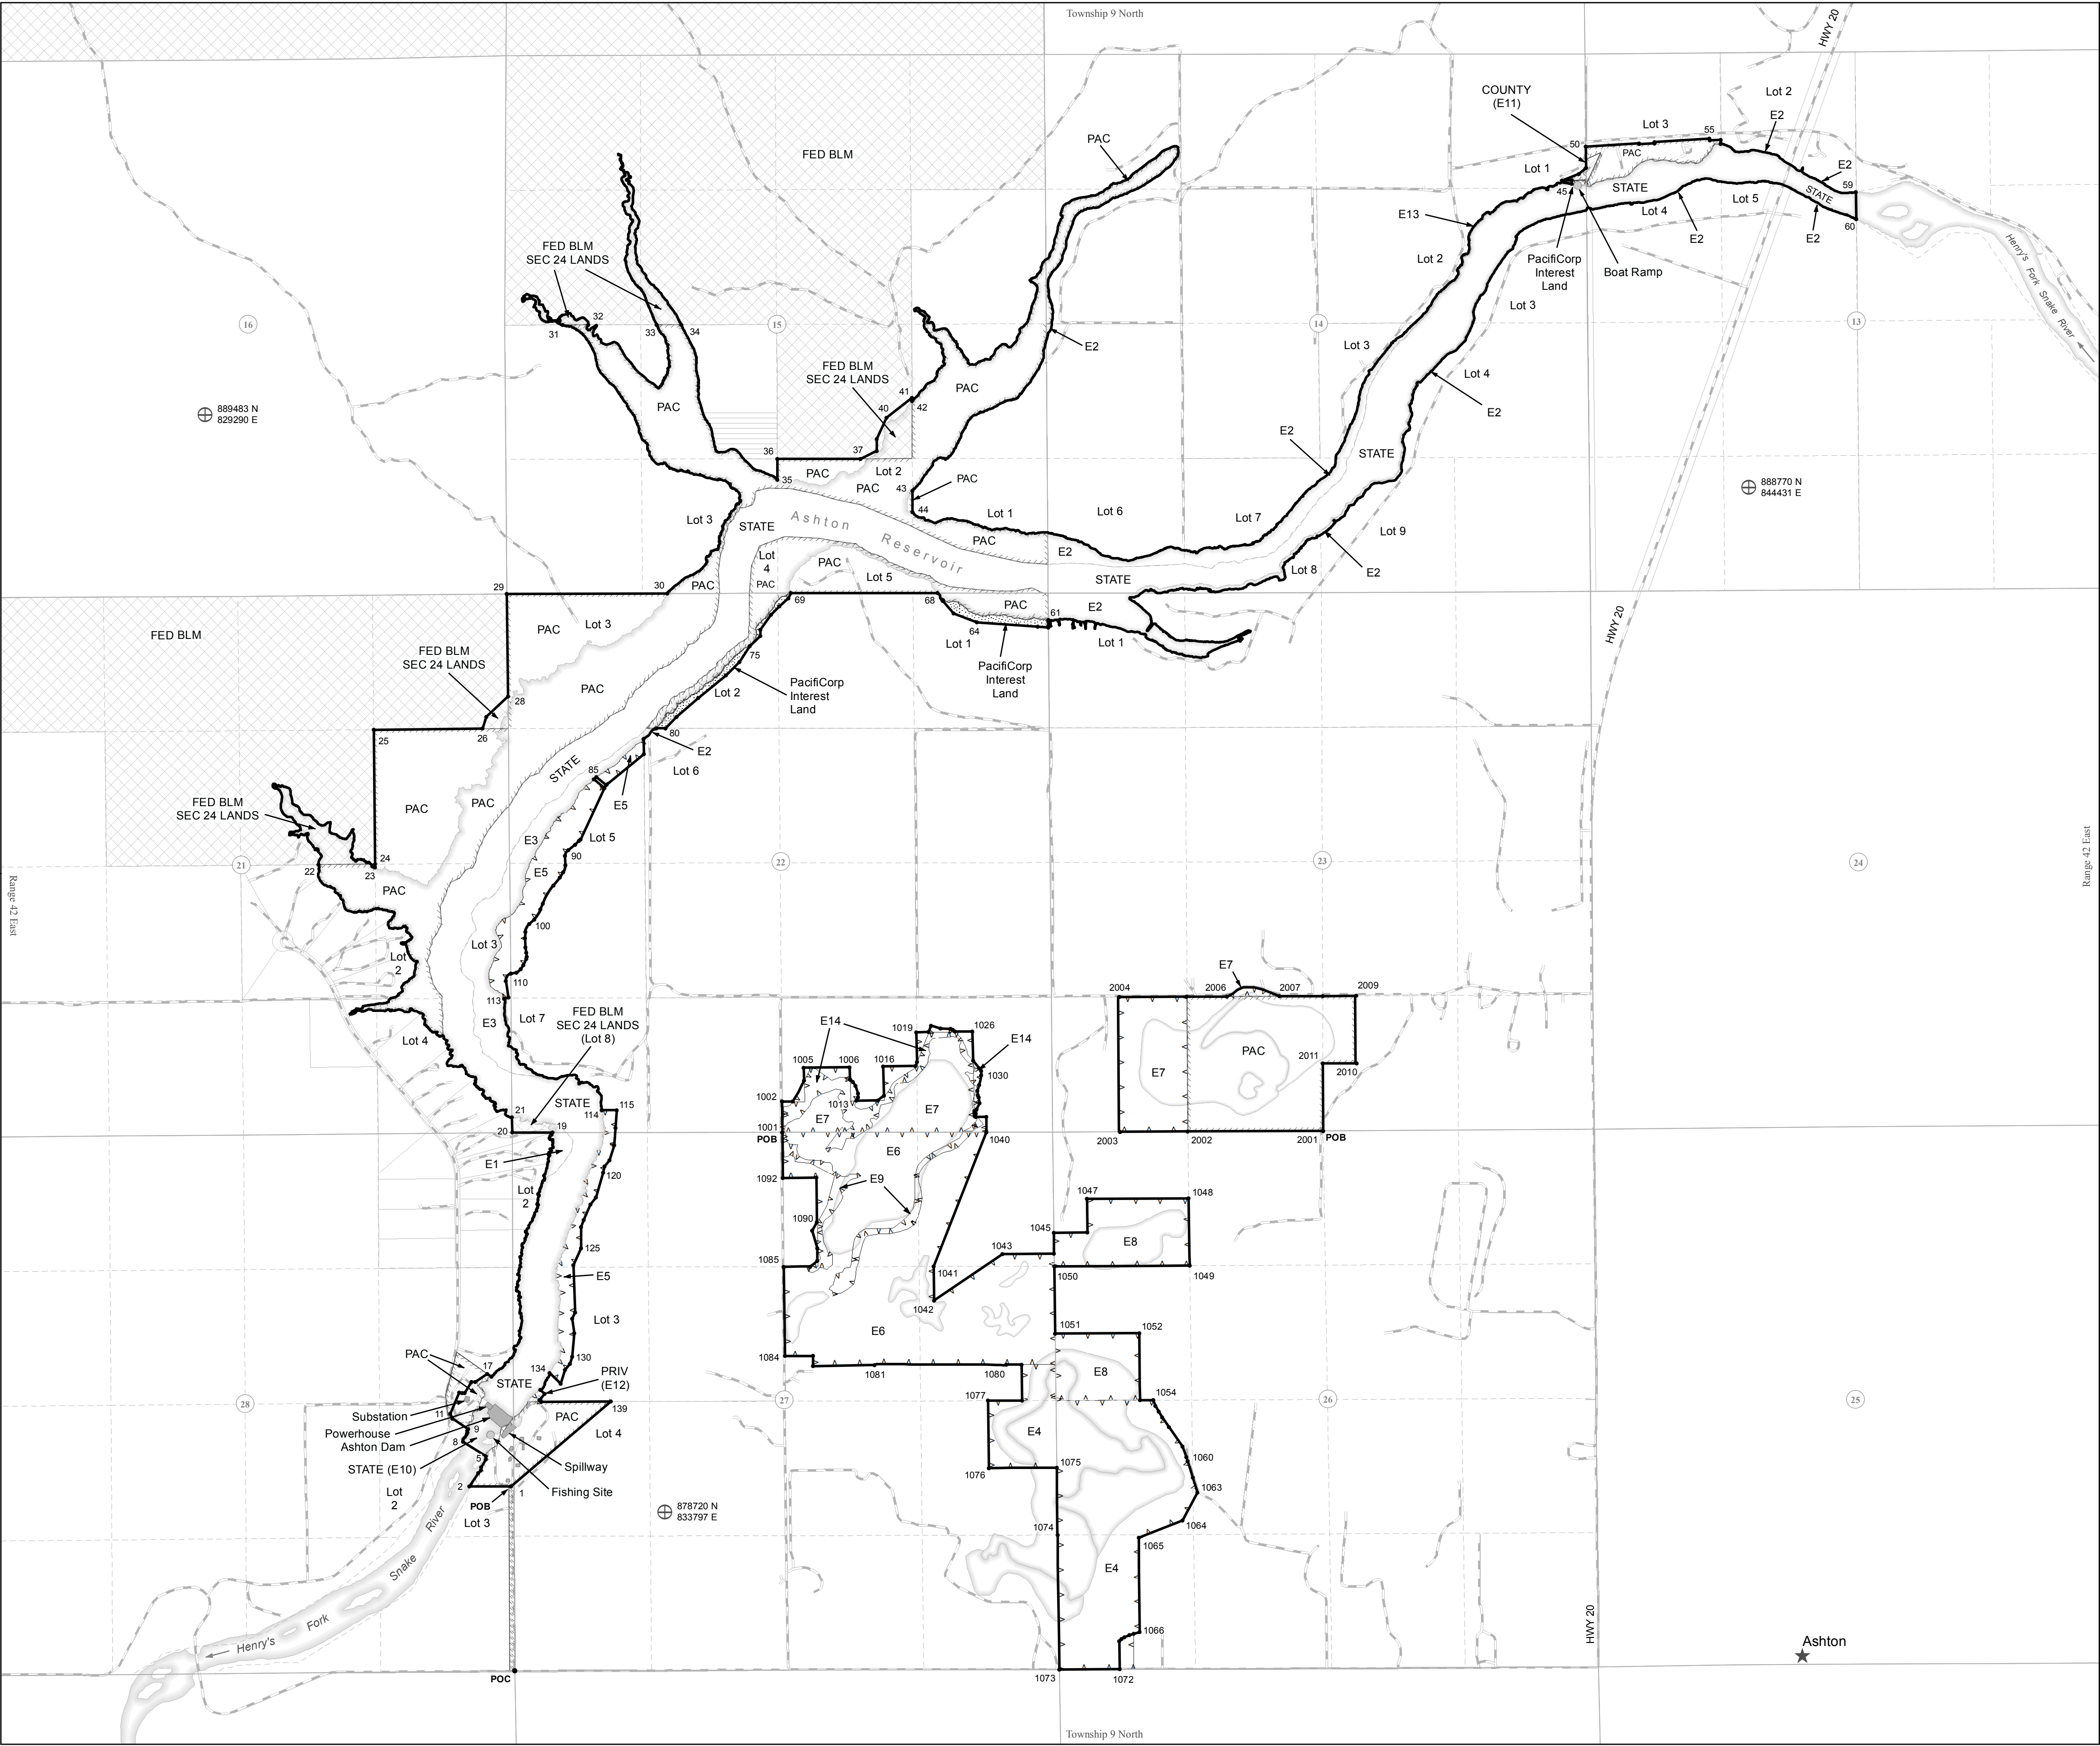 Township 9 North
HWY 20
Lot 2
COUNTY
(E11)
E2
Lot 3
55
50
PAC
PAC
Lot 1
E2
FED BLM
45
STATE
59
STATE
Lot 5
Lot 4
E13
60
E2
E2
Henry's Fork Snake River
FED BLM
SEC 24 LANDS
Lot 2
PacifiCorp
Interest
Land
Boat Ramp
Lot 3
31
32
33
34
16
15
14
13
E2
Lot 3
FED BLM
SEC 24 LANDS
Lot 4
PAC
41
42
40
PAC
889483 N
829290 E
E2
E2
36
37
STATE
PAC
Lot 2
35
PAC
43
PAC
888770 N
844431 E
44
Lot 1
Lot 6
Lot 7
Lot 3
STATE
Ashton
Reservoir
Lot 9
PAC
E2
Lot
4
PAC
Lot 5
PAC
Lot 8
E2
29
30
PAC
STATE
69
68
PAC
E2
61
HWY 20
FED BLM
PAC
Lot 3
64
Lot 1
Lot 1
FED BLM
SEC 24 LANDS
75
PacifiCorp
Interest
Land
PAC
Lot 2
PacifiCorp
Interest
Land
28
25
26
80
E2
STATE
85
Lot 6
FED BLM
SEC 24 LANDS
PAC
PAC
E5
E3
Lot 5
24
90
21
22
23
24
22
23
E5
PAC
Range 42 East
Range 42 East
100
Lot 3
Lot
2
E7
110
2004
2006
2007
2009
113
E3
Lot 7
FED BLM
SEC 24 LANDS
(Lot 8)
E14
1019
1026
E14
Lot 4
1005
1006
1016
PAC
2011
E7
2010
1030
1002
1013
STATE
21
114
115
E7
E7
20
19
1001
POB
1040
2003
2002
2001
POB
E1
E6
120
1092
E9
Lot
2
1047
1048
1090
1045
E8
125
1043
1085
1041
1050
1049
E5
1042
Lot 3
E6
1051
1052
PAC
17
134
130
1084
1081
1080
E8
PRIV
(E12)
STATE
1077
1054
28
27
26
25
139
PAC
Substation
11
Powerhouse
9
Ashton Dam
8
Lot 4
E4
1060
5
Spillway
STATE (E10)
1076
1075
2
1
Fishing Site
Lot
2
POB
1063
878720 N
833797 E
Lot 3
1074
1064
1065
River
Snake
Fork
Henry's
E4
1066
HWY 20
Ashton
POC
1073
1072
Township 9 North